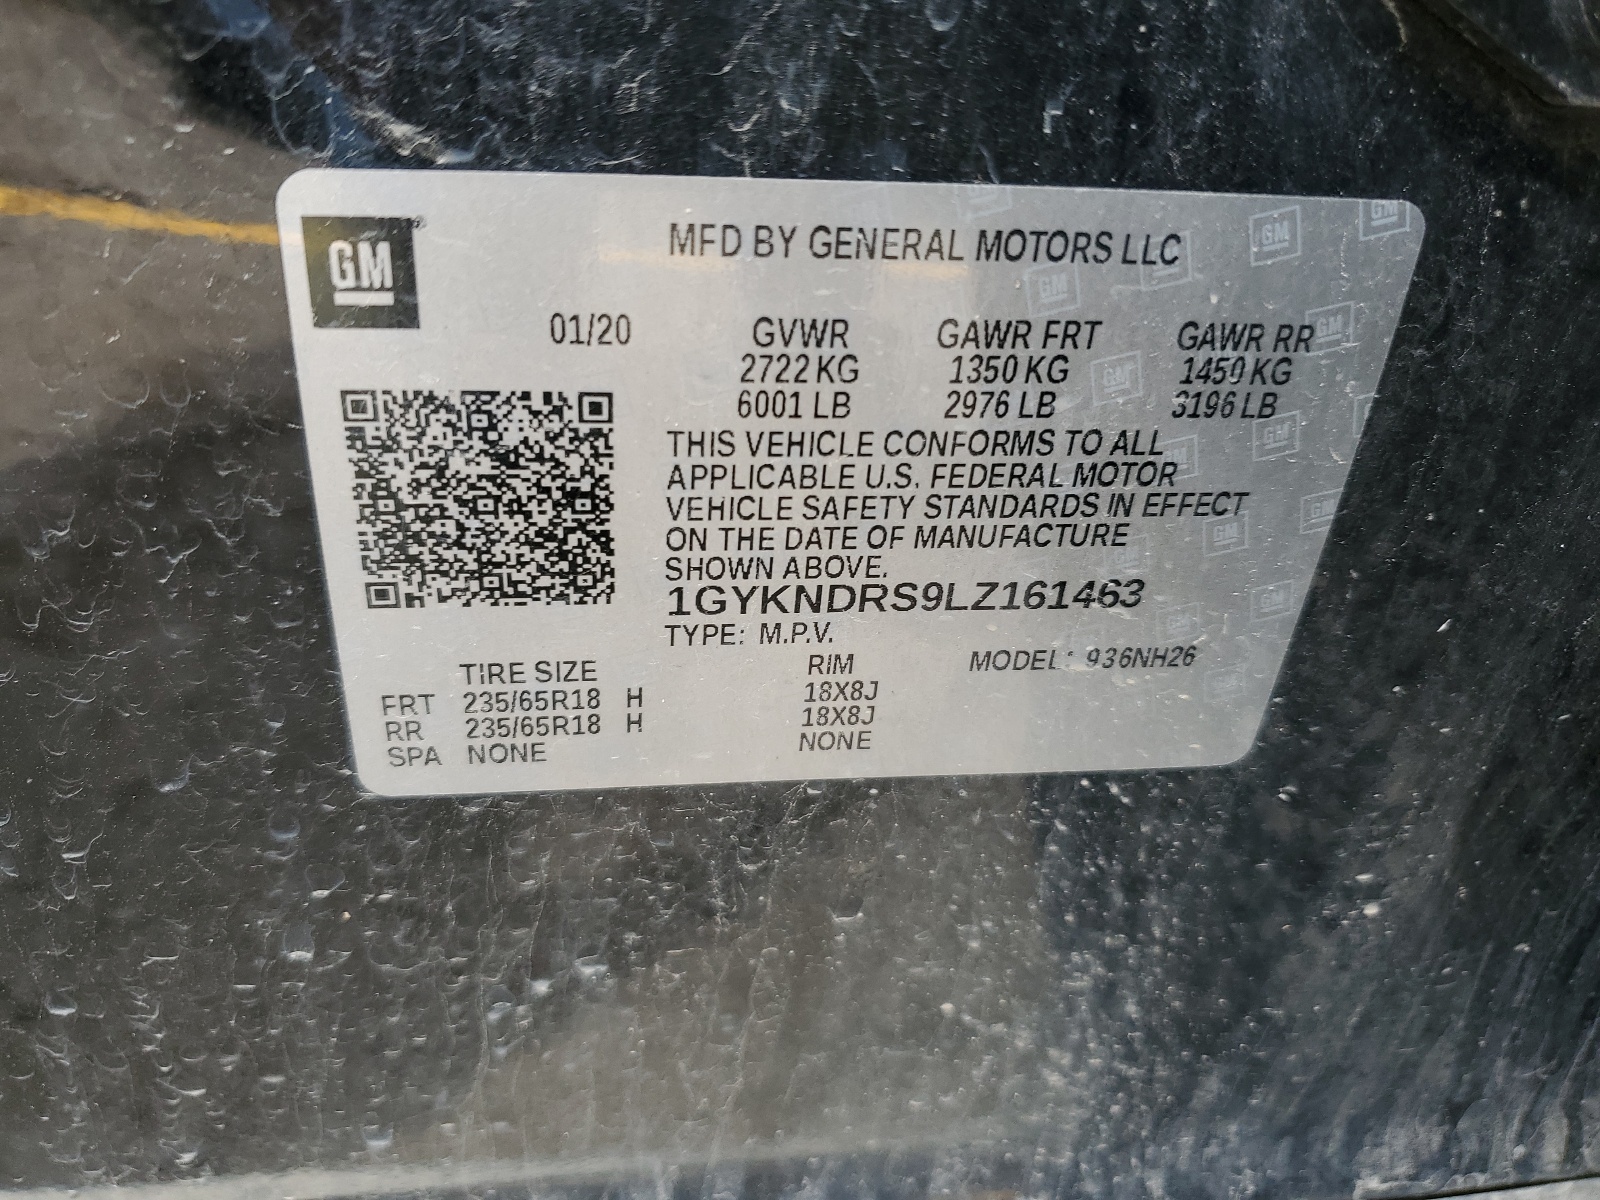 GM
MFD BY GENERAL MOTORS LLC
01/20 GVWR GAWR FRT GAWR RR
2722 KG 1350 KG 1450 KG
6001 LB 2976 LB 3196 LB
THIS VEHICLE CONFORMS TO ALL
APPLICABLE U.S. FEDERAL MOTOR
VEHICLE SAFETY STANDARDS IN EFFECT
ON THE DATE OF MANUFACTURE
SHOWN ABOVE.
1GYKNDRS9LZ161463
TYPE: M.P.V.
TIRE SIZE RIM MODEL: 936NH26
FRT 235/65R18 H 18X8J
RR 235/65R18 H 18X8J
SPA NONE NONE